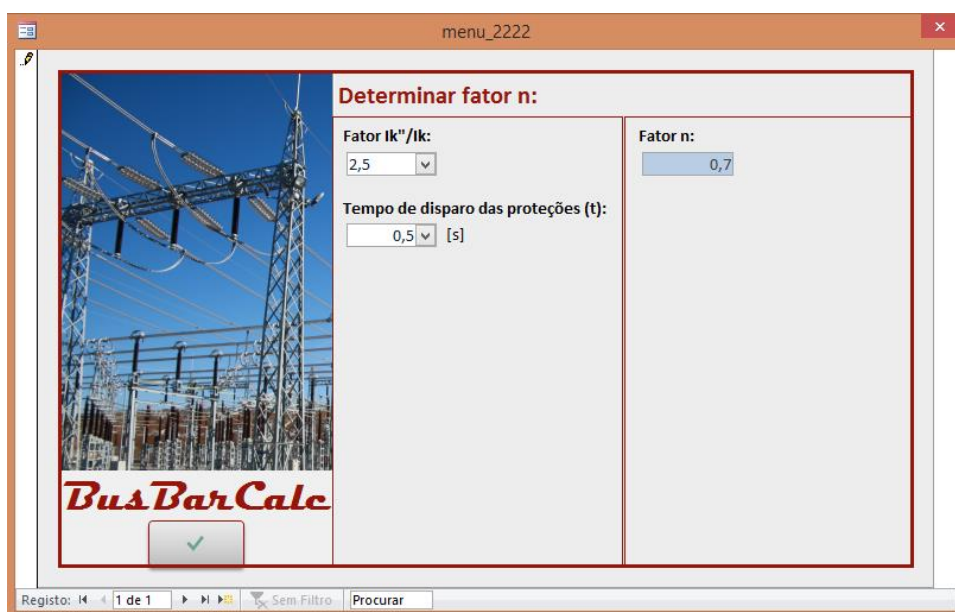 menu_2222
Determinar fator n:
Fator Ik"/Ik:
2,5
Tempo de disparo das proteções (t):
0,5 [s]
Fator n:
0,7
BusBarCalc
Registo: 1 de 1 Sem Filtro Procurar